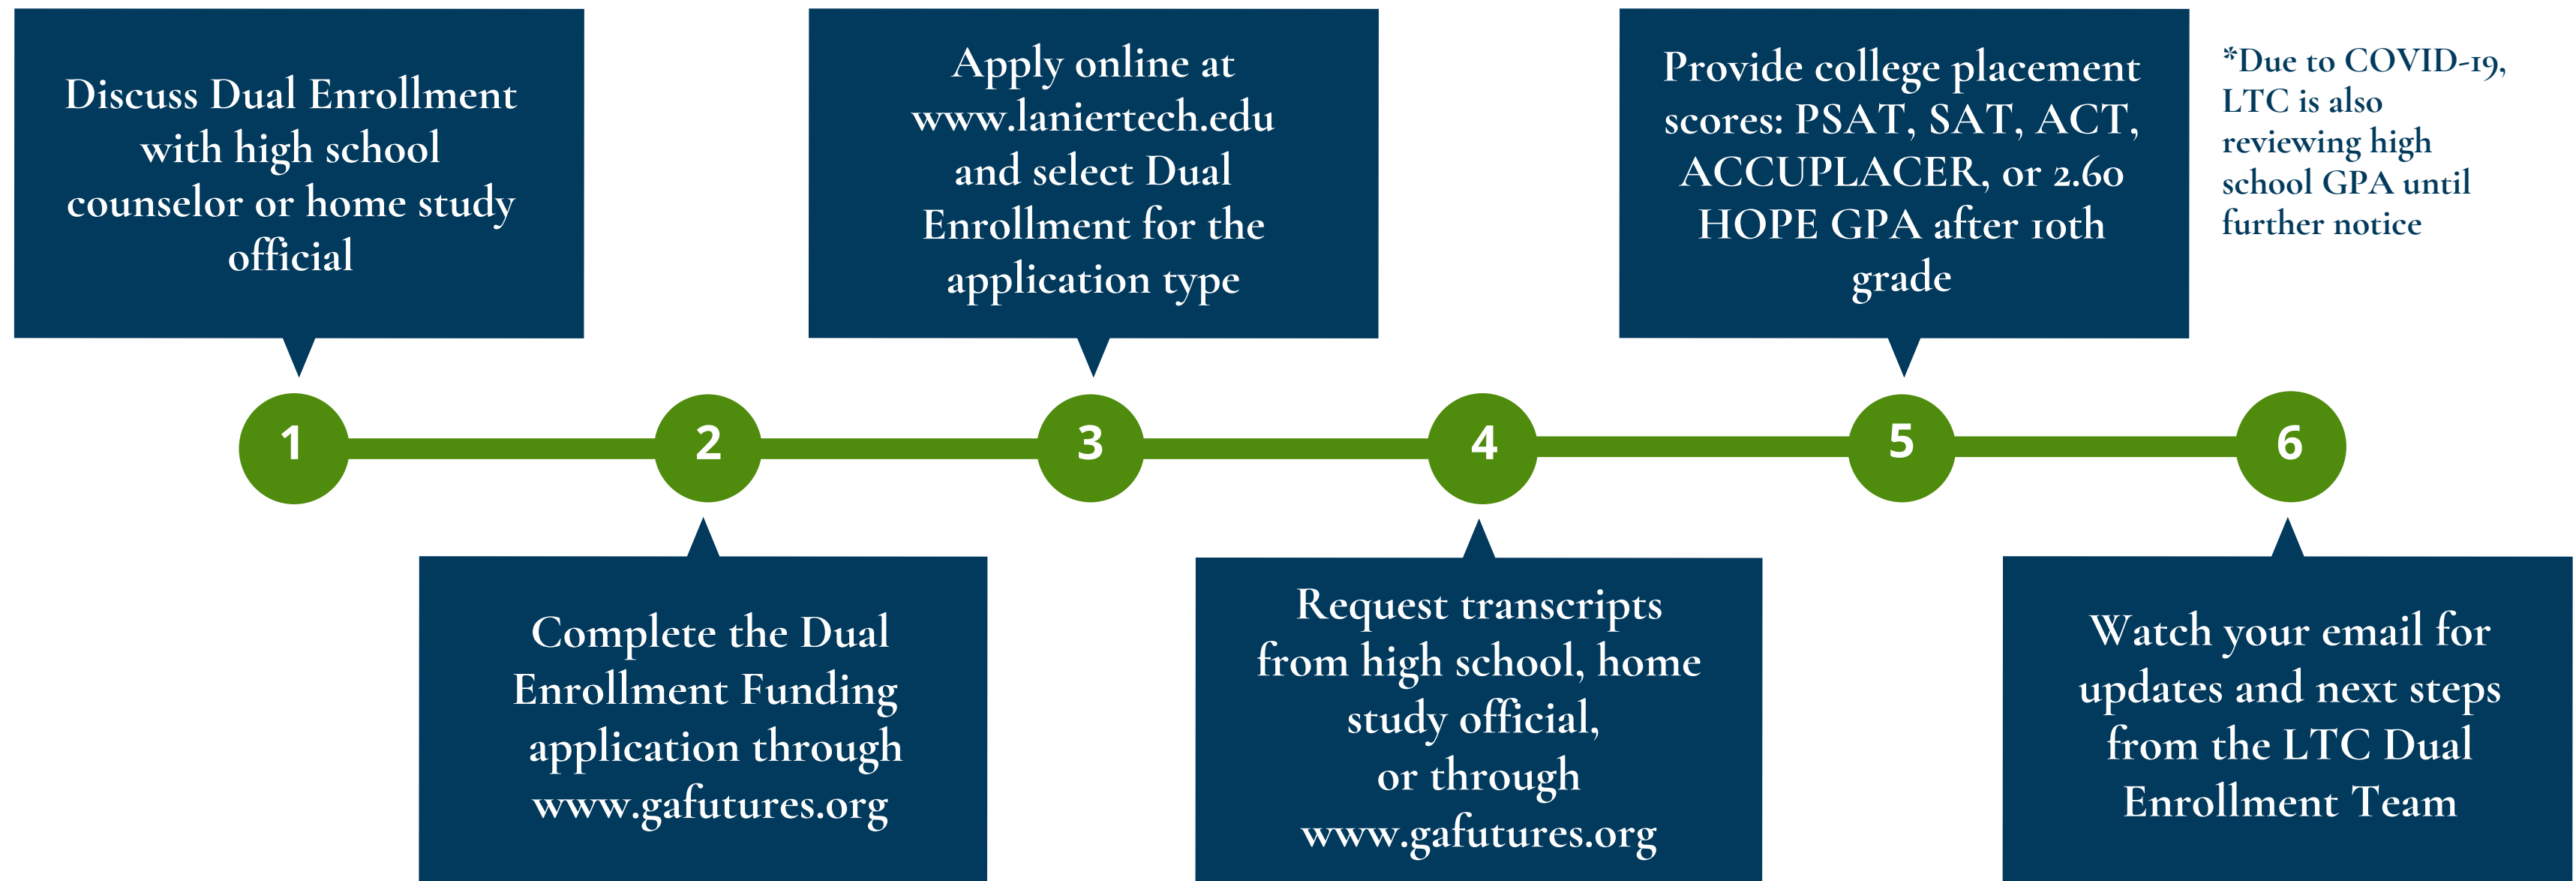 Discuss Dual Enrollment
with high school
counselor or home study
official
Apply online at
www.laniertech.edu
and select Dual
Enrollment for the
application type
Provide college placement
scores: PSAT, SAT, ACT,
ACCUPLACER, or 2.60
HOPE GPA after 10th
grade
*Due to COVID-19,
LTC is also
reviewing high
school GPA until
further notice
1
2
3
4
5
6
Complete the Dual
Enrollment Funding
application through
www.gafutures.org
Request transcripts
from high school, home
study official,
or through
www.gafutures.org
Watch your email for
updates and next steps
from the LTC Dual
Enrollment Team